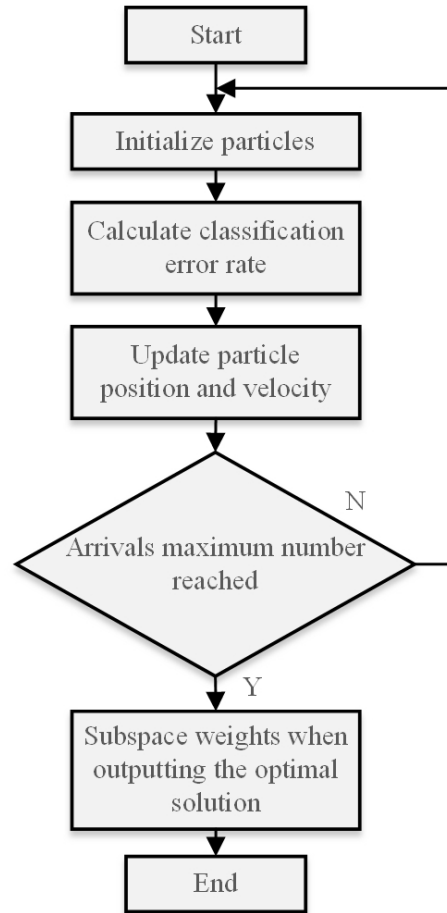 Start
Initialize particles
Calculate classification
error rate
Update particle
position and velocity
N
Arrivals maximum number
reached
Y
Subspace weights when
outputting the optimal
solution
End